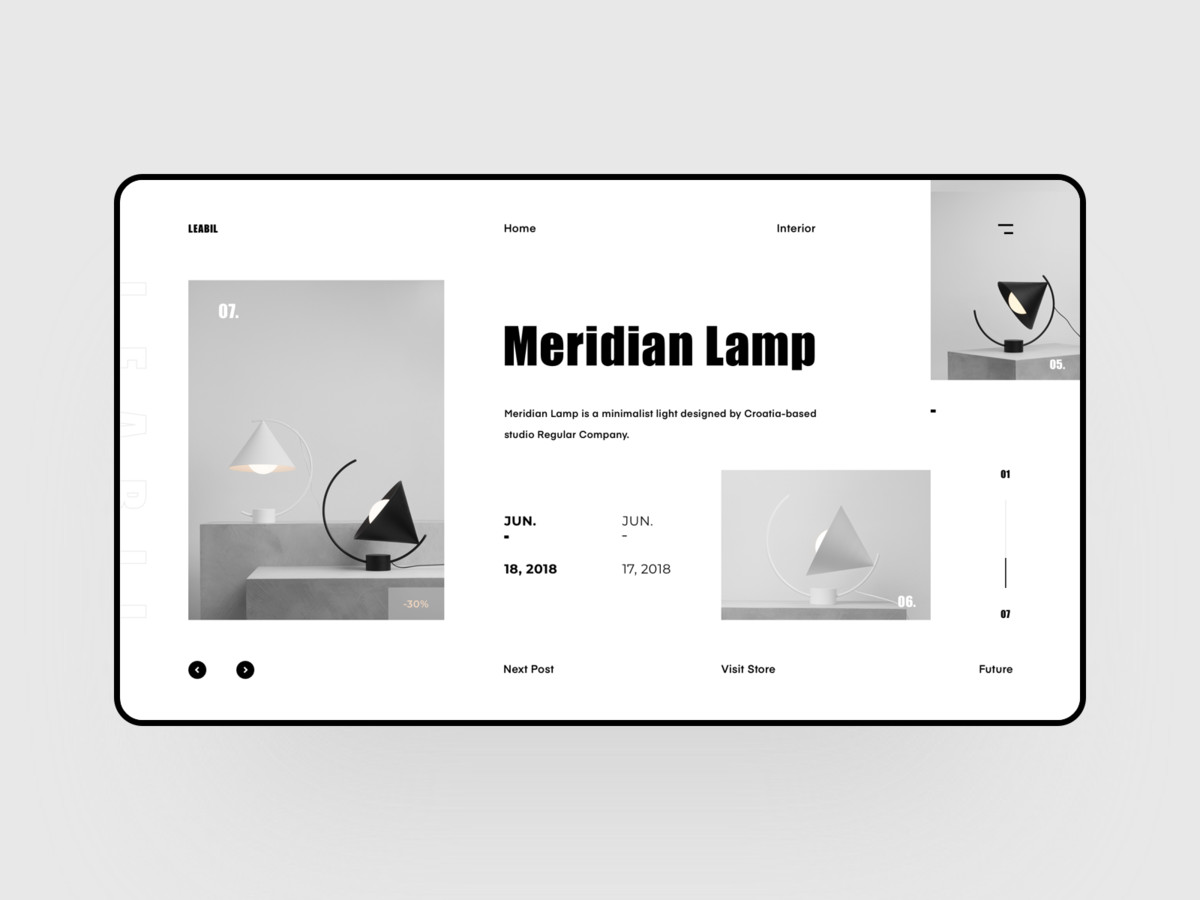 LEABIL
Home
Interior
07.
05.
Meridian Lamp
Meridian Lamp is a minimalist light designed by Croatia-based
studio Regular Company.
LEABIL
01
JUN.
-
18, 2018
JUN.
-
17, 2018
06.
-30%
07
Next Post
Visit Store
Future